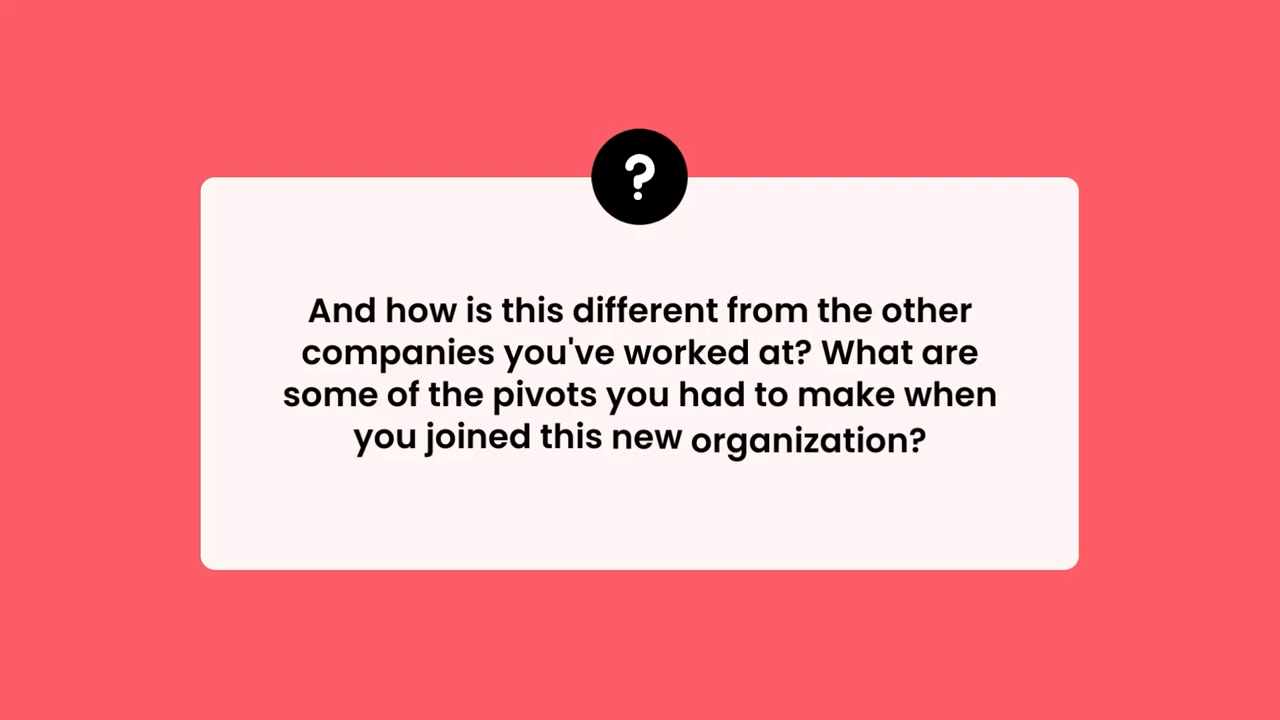 ?
And how is this different from the other
companies you've worked at? What are
some of the pivots you had to make when
you joined this new organization?